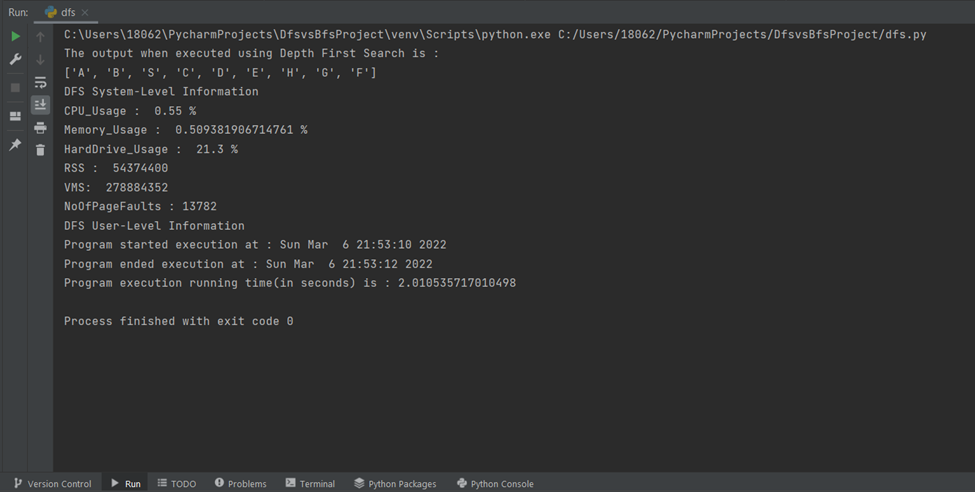 Run: dfs
C:\Users\18062\PycharmProjects\DfsvsBfsProject\venv\Scripts\python.exe C:/Users/18062/PycharmProjects/DfsvsBfsProject/dfs.py
The output when executed using Depth First Search is :
['A', 'B', 'S', 'C', 'D', 'E', 'H', 'G', 'F']
DFS System-Level Information
CPU_Usage :  0.55 %
Memory_Usage :  0.509381906714761 %
HardDrive_Usage :  21.3 %
RSS :  54374400
VMS:  278884352
NoOfPageFaults : 13782
DFS User-Level Information
Program started execution at : Sun Mar  6 21:53:10 2022
Program ended execution at : Sun Mar  6 21:53:12 2022
Program execution running time(in seconds) is : 2.010535717010498
Process finished with exit code 0
Version Control Run TODO Problems Terminal Python Packages Python Console